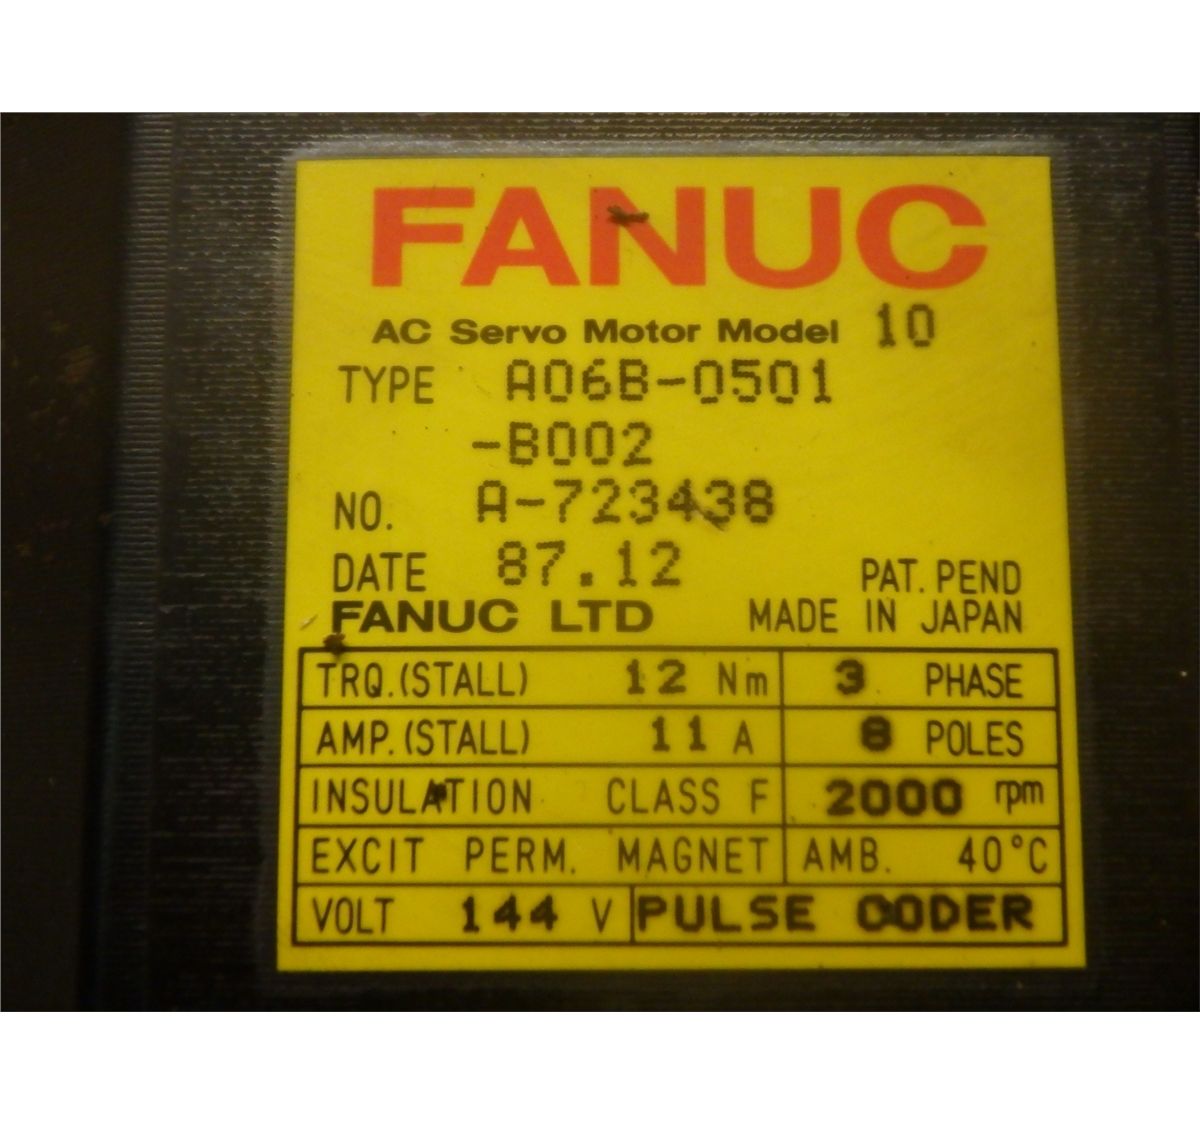 FANUC
AC Servo Motor Model 10
TYPE A06B-0501
-B002
NO. A-723438
DATE 87.12 PAT. PEND
FANUC LTD MADE IN JAPAN
TRQ.(STALL) 12 Nm 3 PHASE
AMP.(STALL) 11 A 8 POLES
INSULATION CLASS F 2000 rpm
EXCIT PERM. MAGNET AMB. 40°C
VOLT 144 V PULSE CODER